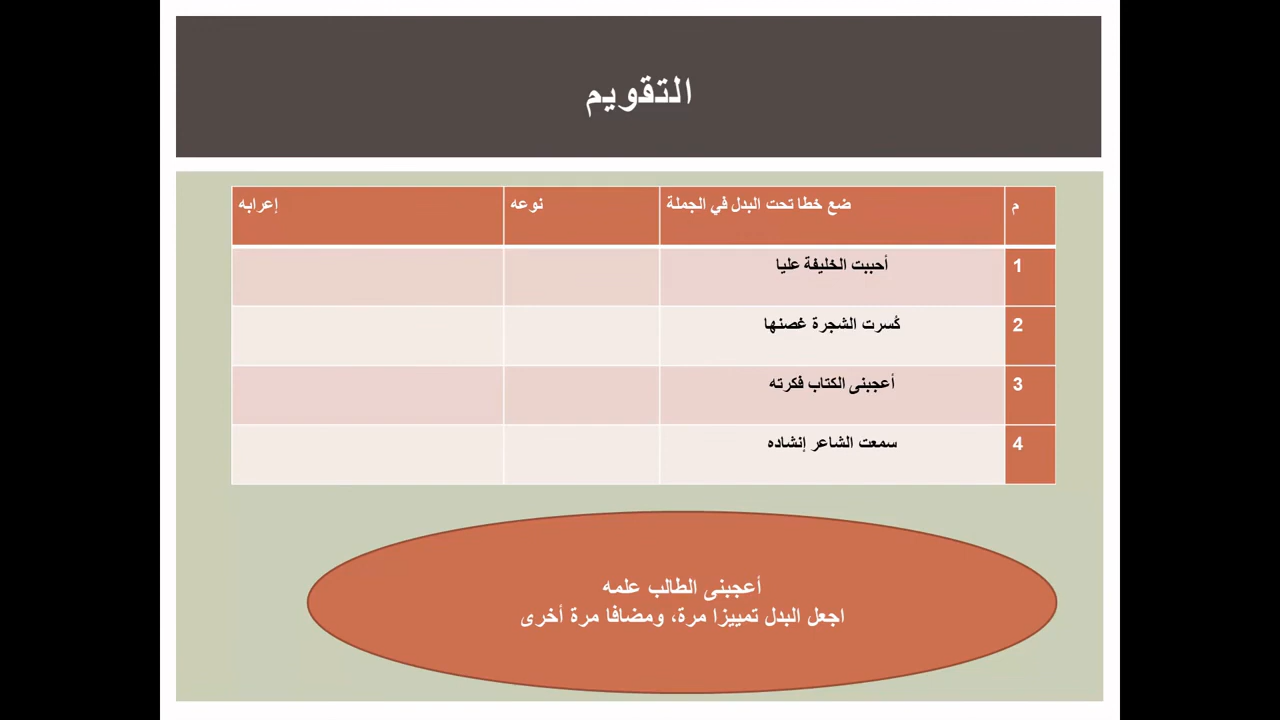 التقويم
م ضع خطا تحت البدل في الجملة نوعه إعرابه
1 أحببت الخليفة عليا
2 كُسرت الشجرة غصنها
3 أعجبنى الكتاب فكرته
4 سمعت الشاعر إنشاده
أعجبنى الطالب علمه
اجعل البدل تمييزا مرة، ومضافا مرة أخرى